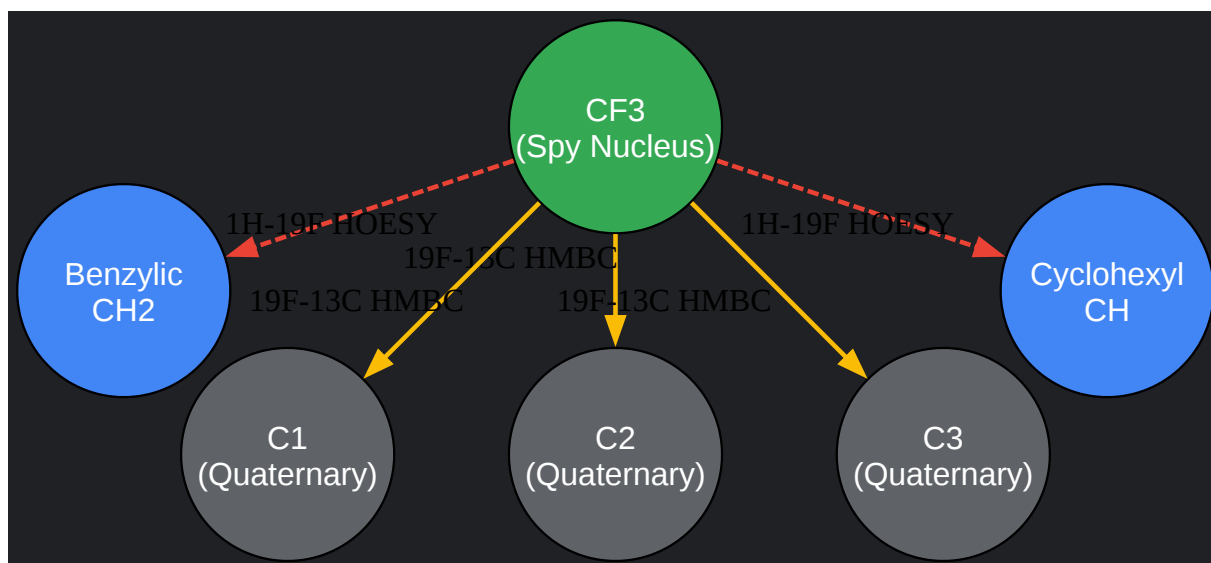 CF3
(Spy Nucleus)
1H-19F HOESY
1H-19F HOESY
19F-13C HMBC
Benzylic
CH2
Cyclohexyl
CH
19F-13C HMBC
19F-13C HMBC
C1
(Quaternary)
C2
(Quaternary)
C3
(Quaternary)